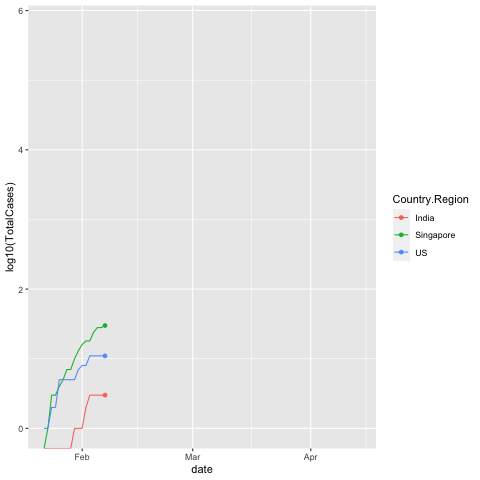 6
4
2
0
log10(TotalCases)
Feb
Mar
Apr
date
Country.Region
India
Singapore
US